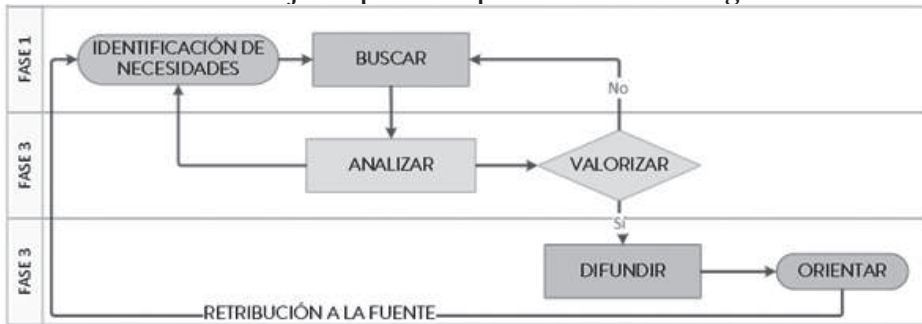 FASE 1
IDENTIFICACIÓN DE
NECESIDADES
BUSCAR
No
FASE 3
ANALIZAR
VALORIZAR
Sí
FASE 3
DIFUNDIR
ORIENTAR
RETRIBUCIÓN A LA FUENTE